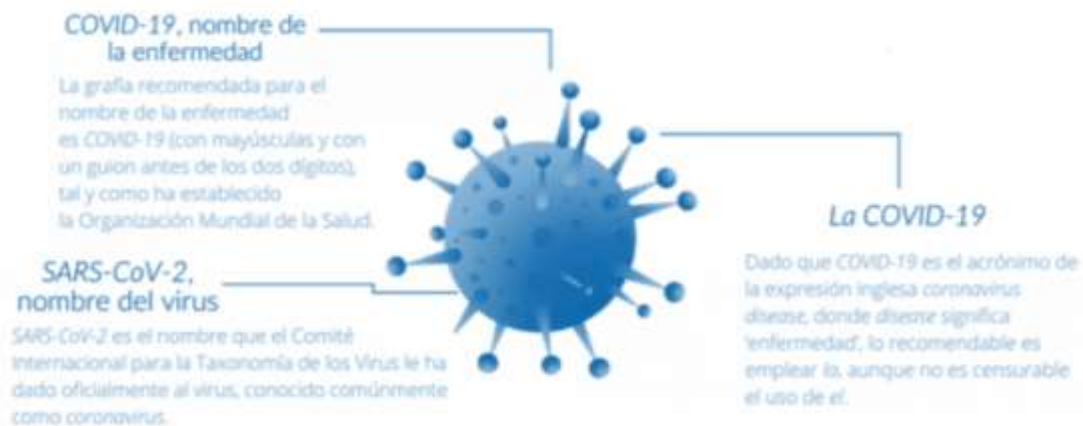 COVID-19, nombre de
la enfermedad
La grafía recomendada para el
nombre de la enfermedad
es COVID-19 (con mayúsculas y con
un guion antes de los dos dígitos),
tal y como ha establecido
la Organización Mundial de la Salud.
SARS-CoV-2,
nombre del virus
SARS-CoV-2 es el nombre que el Comité
Internacional para la Taxonomía de los Virus le ha
dado oficialmente al virus, conocido comúnmente
como coronavirus.
La COVID-19
Dado que COVID-19 es el acrónimo de
la expresión inglesa coronavirus
disease, donde disease significa
'enfermedad', lo recomendable es
emplear la, aunque no es censurable
el uso de el.